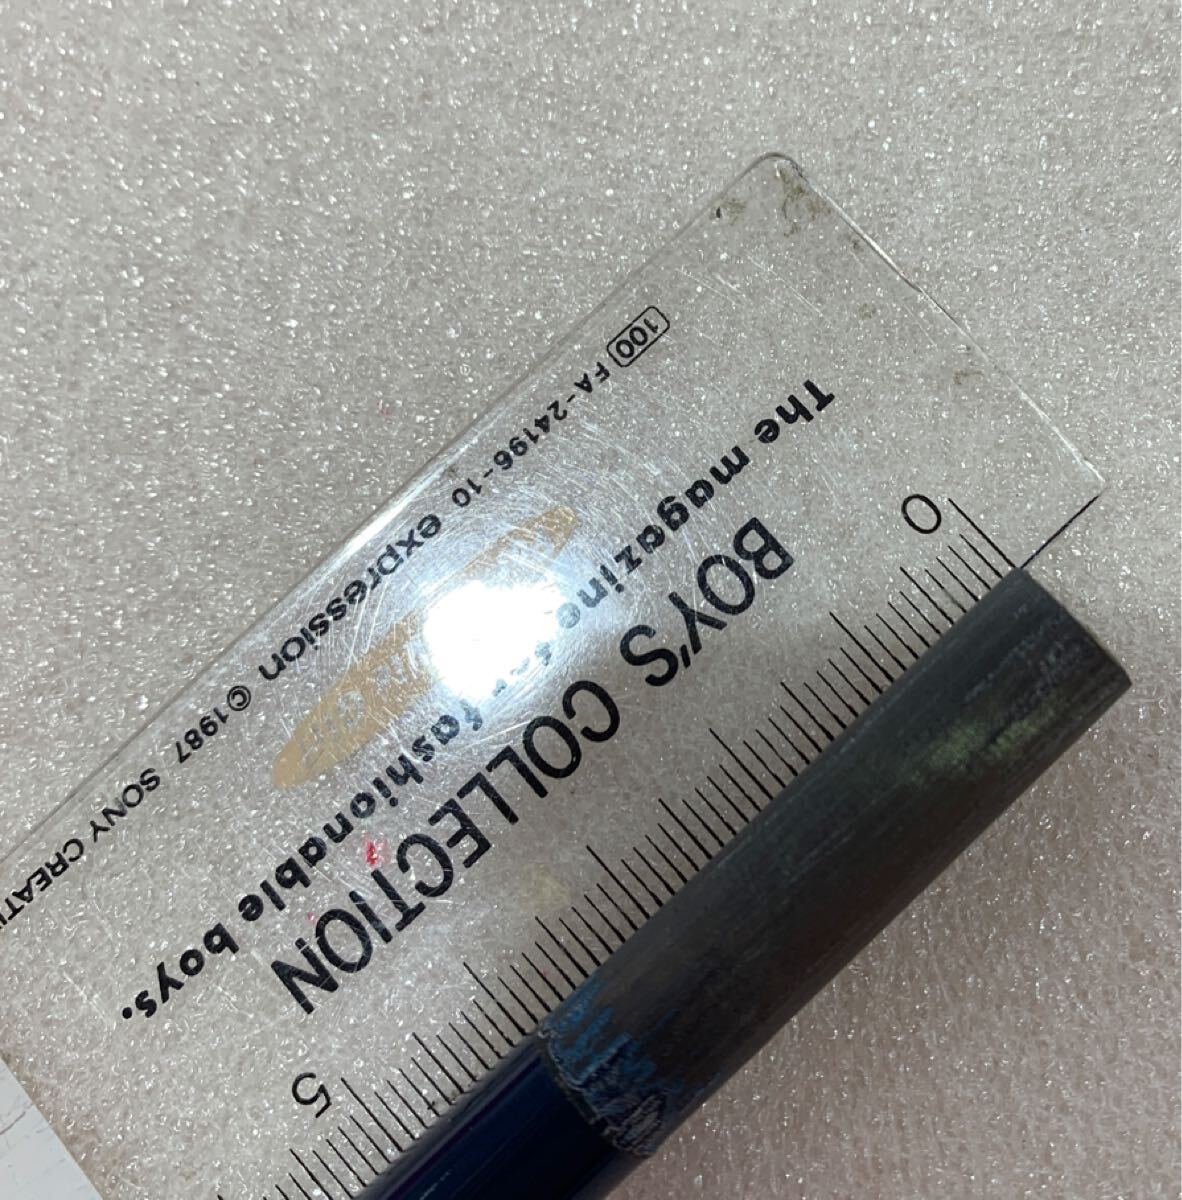 100 FA-24196-10 expression ©1987 SONY CREATI
The magazine for fashionable boys.
BOY'S COLLECTION
0
5